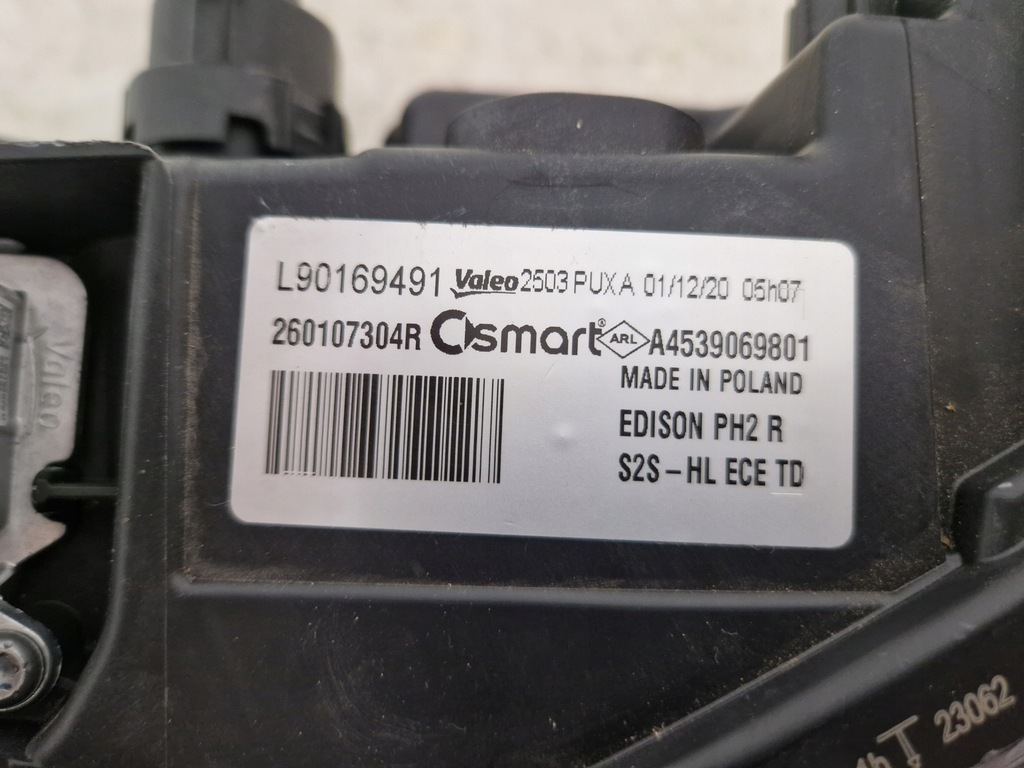 L90169491 Valeo 2503 PUXA 01/12/20 05h07
260107304R smart ARL A4539069801
MADE IN POLAND
EDISON PH2 R
S2S-HL ECE TD
Valeo
23062